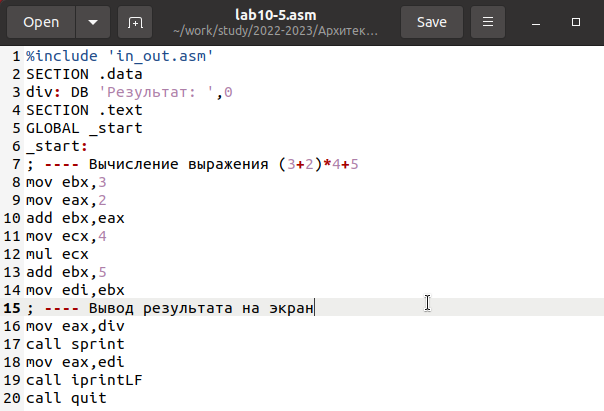 Open
lab10-5.asm
~/work/study/2022-2023/Архитек...
Save
1 %include 'in_out.asm'
2 SECTION .data
3 div: DB 'Результат: ',0
4 SECTION .text
5 GLOBAL _start
6 _start:
7 ; ---- Вычисление выражения (3+2)*4+5
8 mov ebx,3
9 mov eax,2
10 add ebx,eax
11 mov ecx,4
12 mul ecx
13 add ebx,5
14 mov edi,ebx
15 ; ---- Вывод результата на экран
16 mov eax,div
17 call sprint
18 mov eax,edi
19 call iprintLF
20 call quit